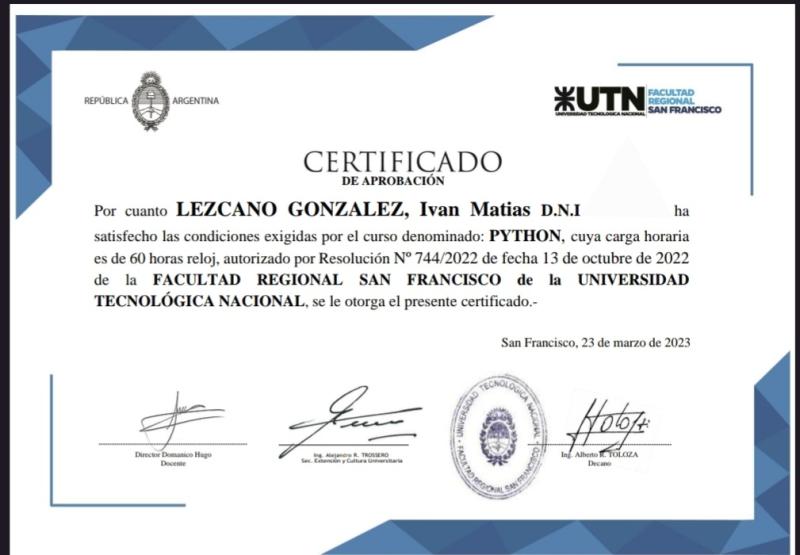 REPÚBLICA ARGENTINA
UTN
UNIVERSIDAD TECNOLOGICA NACIONAL
FACULTAD
REGIONAL
SAN FRANCISCO
CERTIFICADO
DE APROBACIÓN
Por cuanto LEZCANO GONZALEZ, Ivan Matias D.N.I ha
satisfecho las condiciones exigidas por el curso denominado: PYTHON, cuya carga horaria
es de 60 horas reloj, autorizado por Resolución Nº 744/2022 de fecha 13 de octubre de 2022
de la FACULTAD REGIONAL SAN FRANCISCO de la UNIVERSIDAD
TECNOLÓGICA NACIONAL, se le otorga el presente certificado.-
San Francisco, 23 de marzo de 2023
Director Domanico Hugo
Docente
Ing. Alejandro R. TROSSERO
Sec. Extensión y Cultura Universitaria
UNIVERSIDAD TECNOLOGICA NACIONAL
FACULTAD REGIONAL SAN FRANCISCO
Ing. Alberto R. TOLOZA
Decano